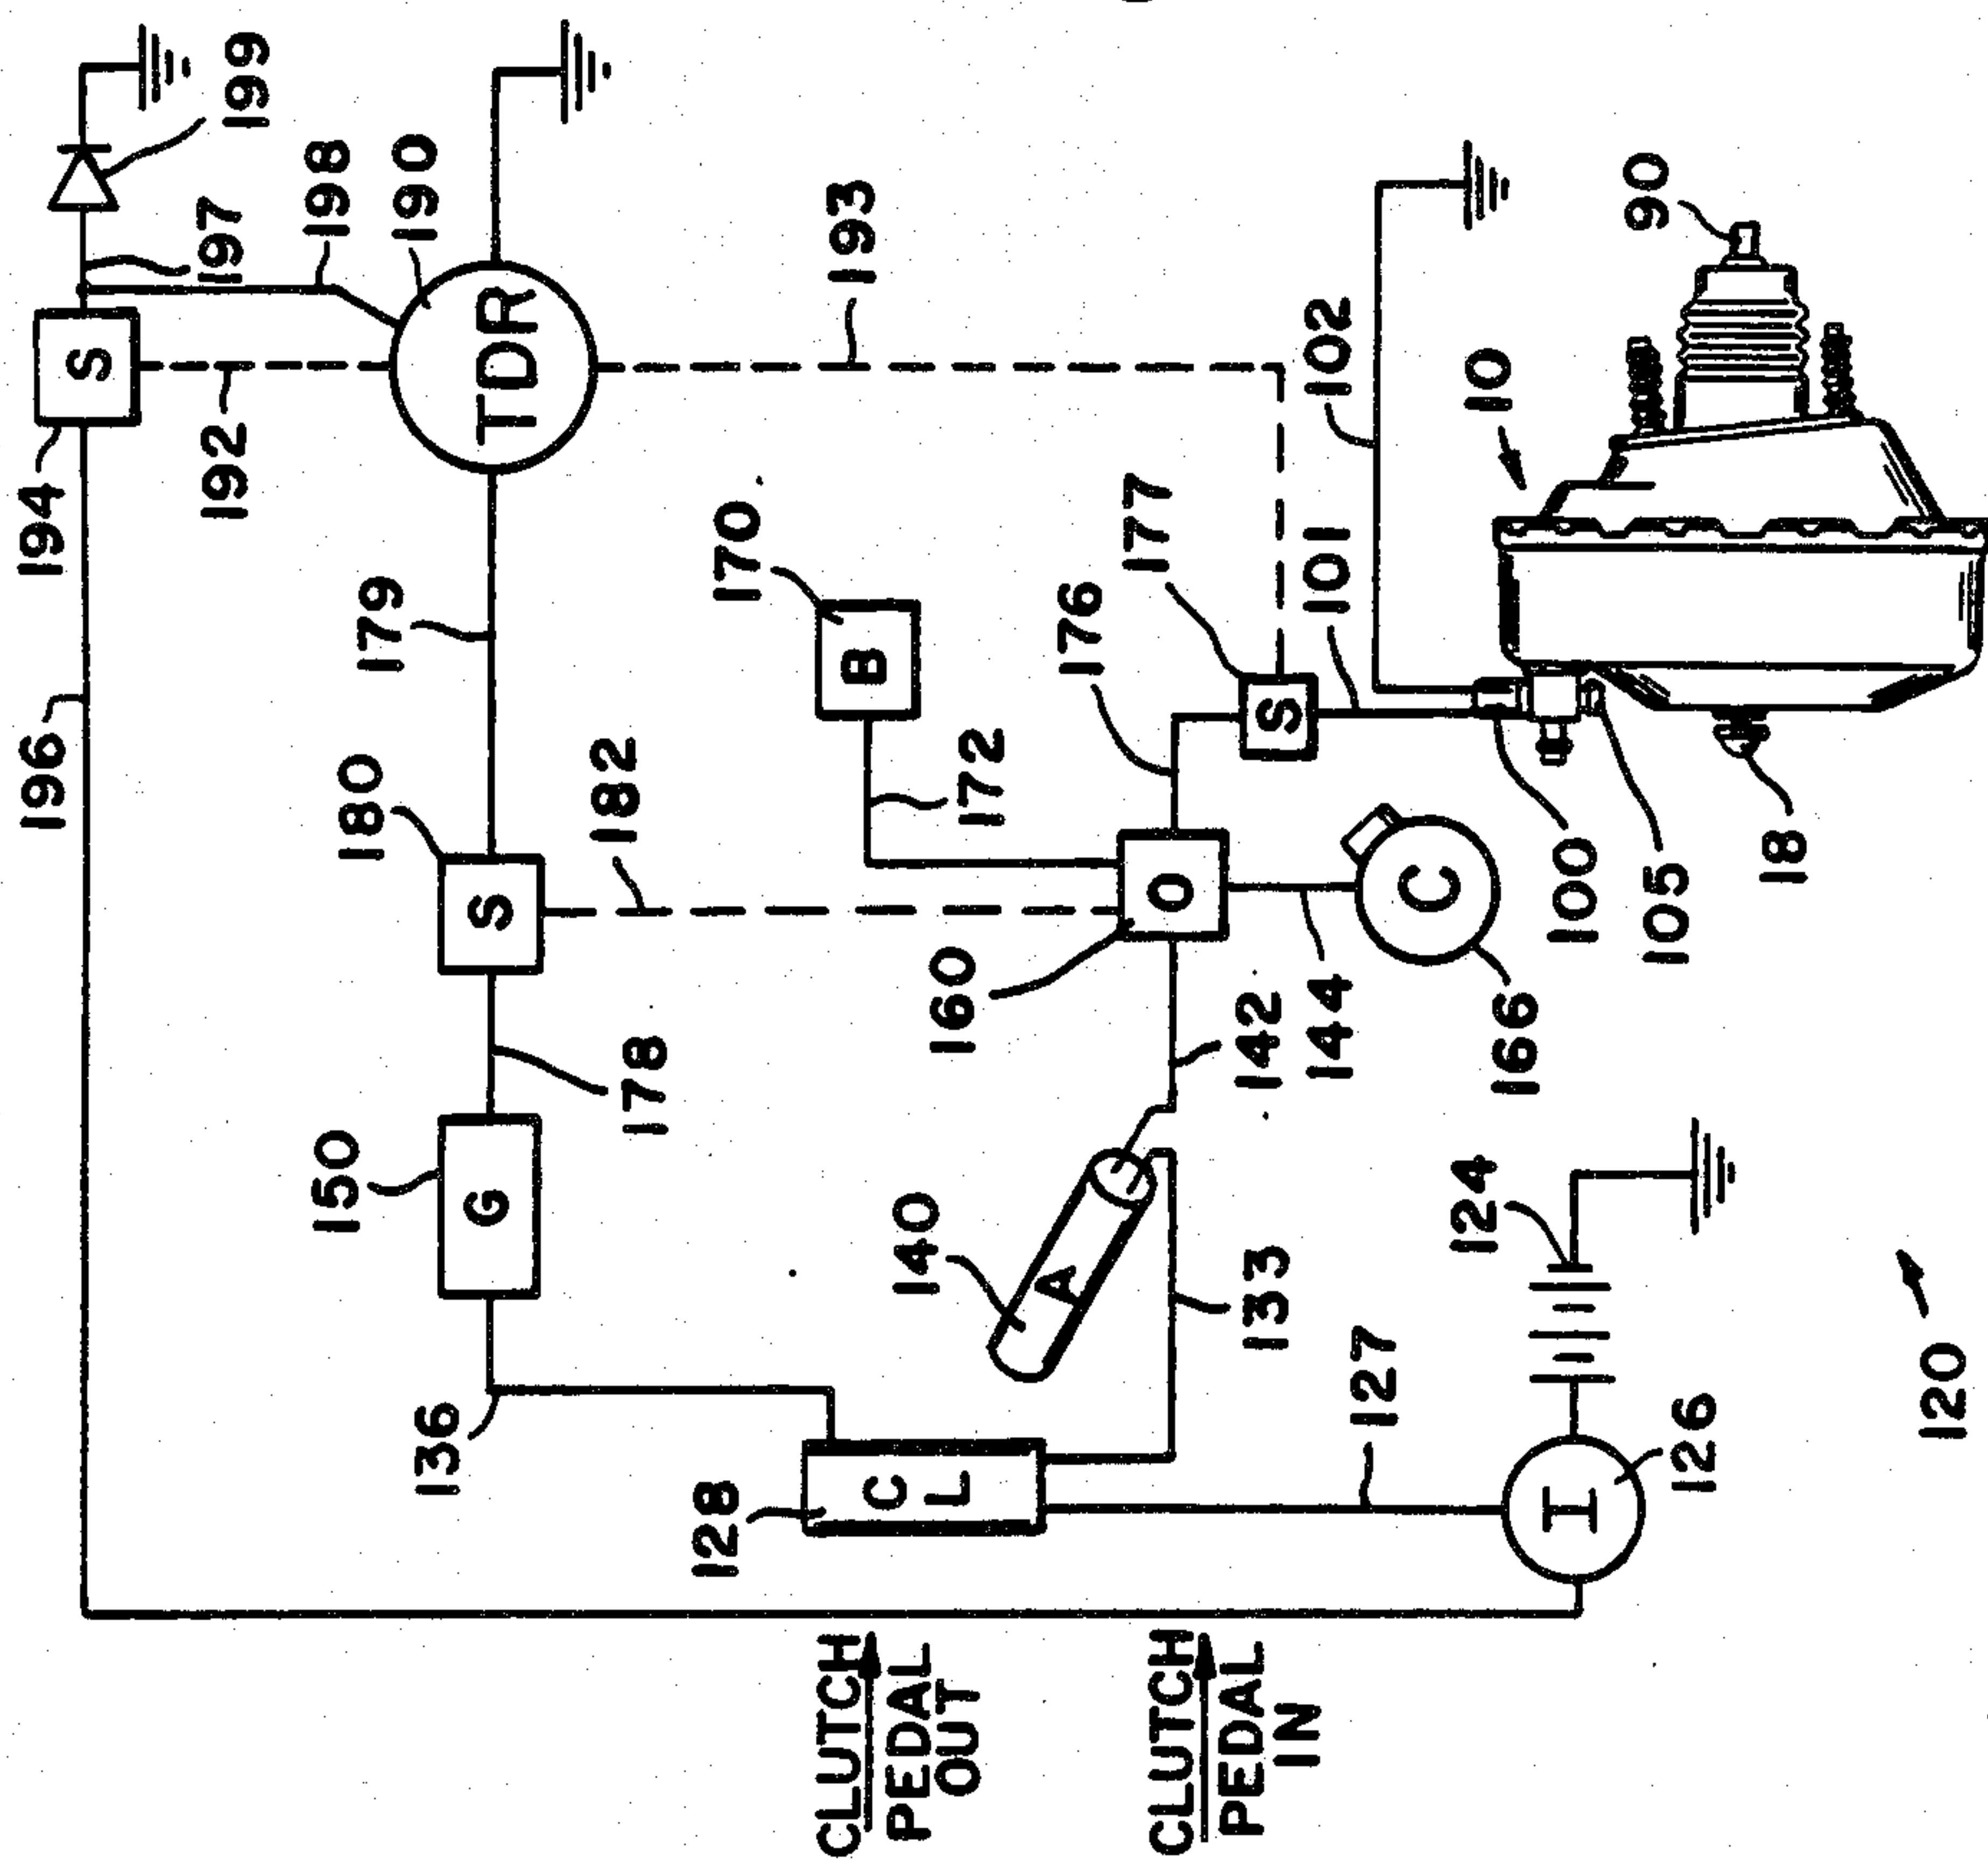 199
197
198
190
S
194
192
TDR
193
196
179
180
S
182
170
B
172
176
177
S
101
102
10
90
150
G
178
160
O
142
144
C
166
100
105
18
136
140
A
133
128
C
L
127
124
I
126
120
CLUTCH
PEDAL
OUT
CLUTCH
PEDAL
IN